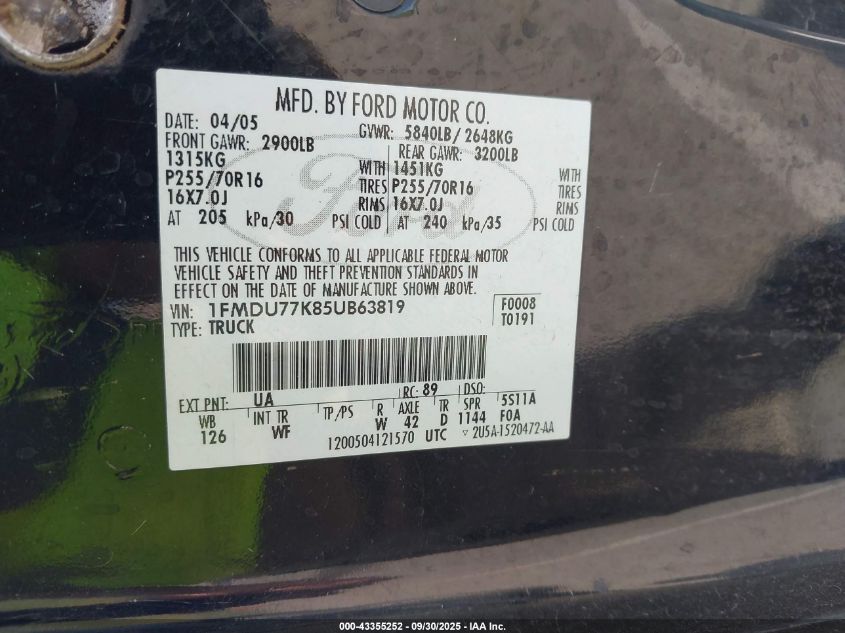 MFD. BY FORD MOTOR CO.
DATE: 04/05 GVWR: 5840LB/ 2648KG
FRONT GAWR: 2900LB REAR GAWR: 3200LB
1315KG WITH 1451KG WITH
P255/70R16 TIRES P255/70R16 TIRES
16X7.0J RIMS 16X7.0J RIMS
AT 205 kPa/30 PSI COLD AT 240 kPa/35 PSI COLD
Ford
THIS VEHICLE CONFORMS TO ALL APPLICABLE FEDERAL MOTOR
VEHICLE SAFETY AND THEFT PREVENTION STANDARDS IN
EFFECT ON THE DATE OF MANUFACTURE SHOWN ABOVE.
VIN: 1FMDU77K85UB63819 F0008
TYPE: TRUCK T0191
EXT PNT: UA RC: 89 DSO:
WB INT TR TP/PS R AXLE TR SPR 5S11A
126 WF W 42 D 1144 F0A
1200504121570 UTC ▽ 2U5A-1520472-AA
000-43355252 - 09/30/2025 - IAA Inc.